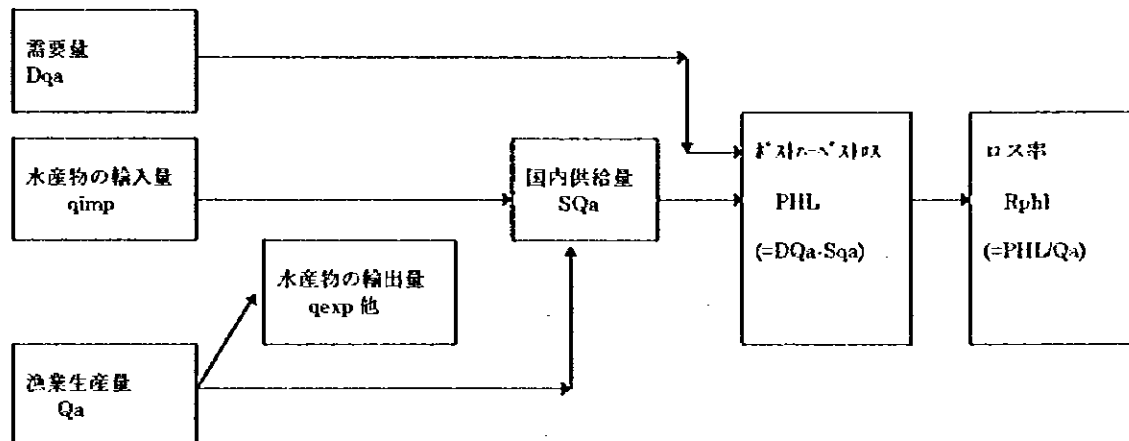 需要量
Dqa
水産物の輸入量
qimp
国内供給量
SQa
ポストハーベストロス
PHL
(=DQa-Sqa)
ロス率
Rphl
(=PHL/Qa)
水産物の輸出量
qexp 他
漁業生産量
Qa